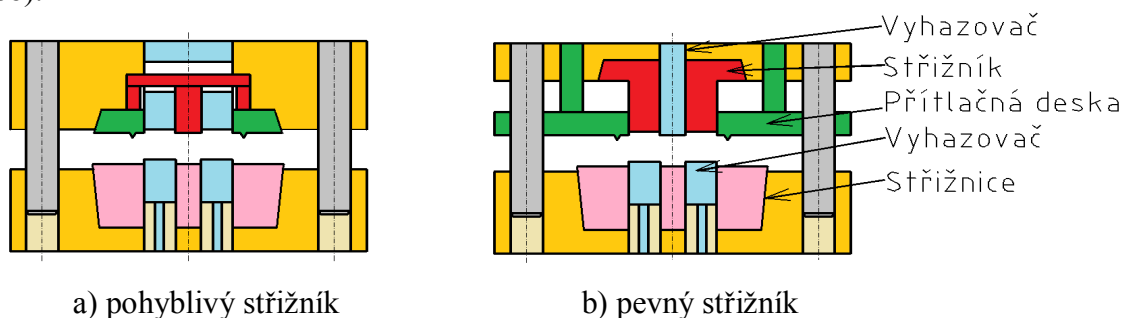 Vyhazovač
Střižník
Přítlačná deska
Vyhazovač
Střižnice
a) pohyblivý střižník
b) pevný střižník